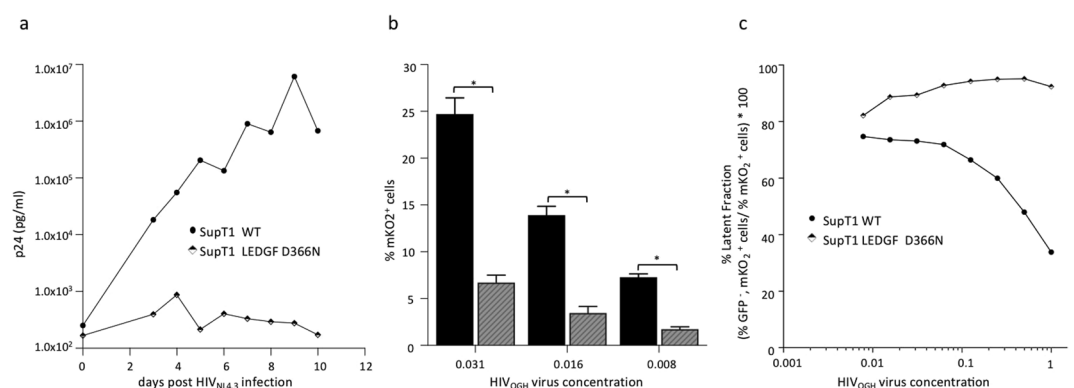 a
1.0x10⁷
1.0x10⁶
1.0x10⁵
1.0x10⁴
1.0x10³
1.0x10²
p24 (pg/ml)
SupT1 WT
SupT1 LEDGF D366N
0 2 4 6 8 10 12
days post HIV_NL4.3 infection
b
30
25
20
15
10
5
0
% mKO2⁺ cells
*
*
*
0.031 0.016 0.008
HIV_OGH virus concentration
c
100
80
60
40
20
0
% Latent Fraction
(% GFP⁻, mKO₂⁺ cells/ % mKO₂⁺ cells) * 100
SupT1 WT
SupT1 LEDGF D366N
0.001 0.01 0.1 1
HIV_OGH virus concentration